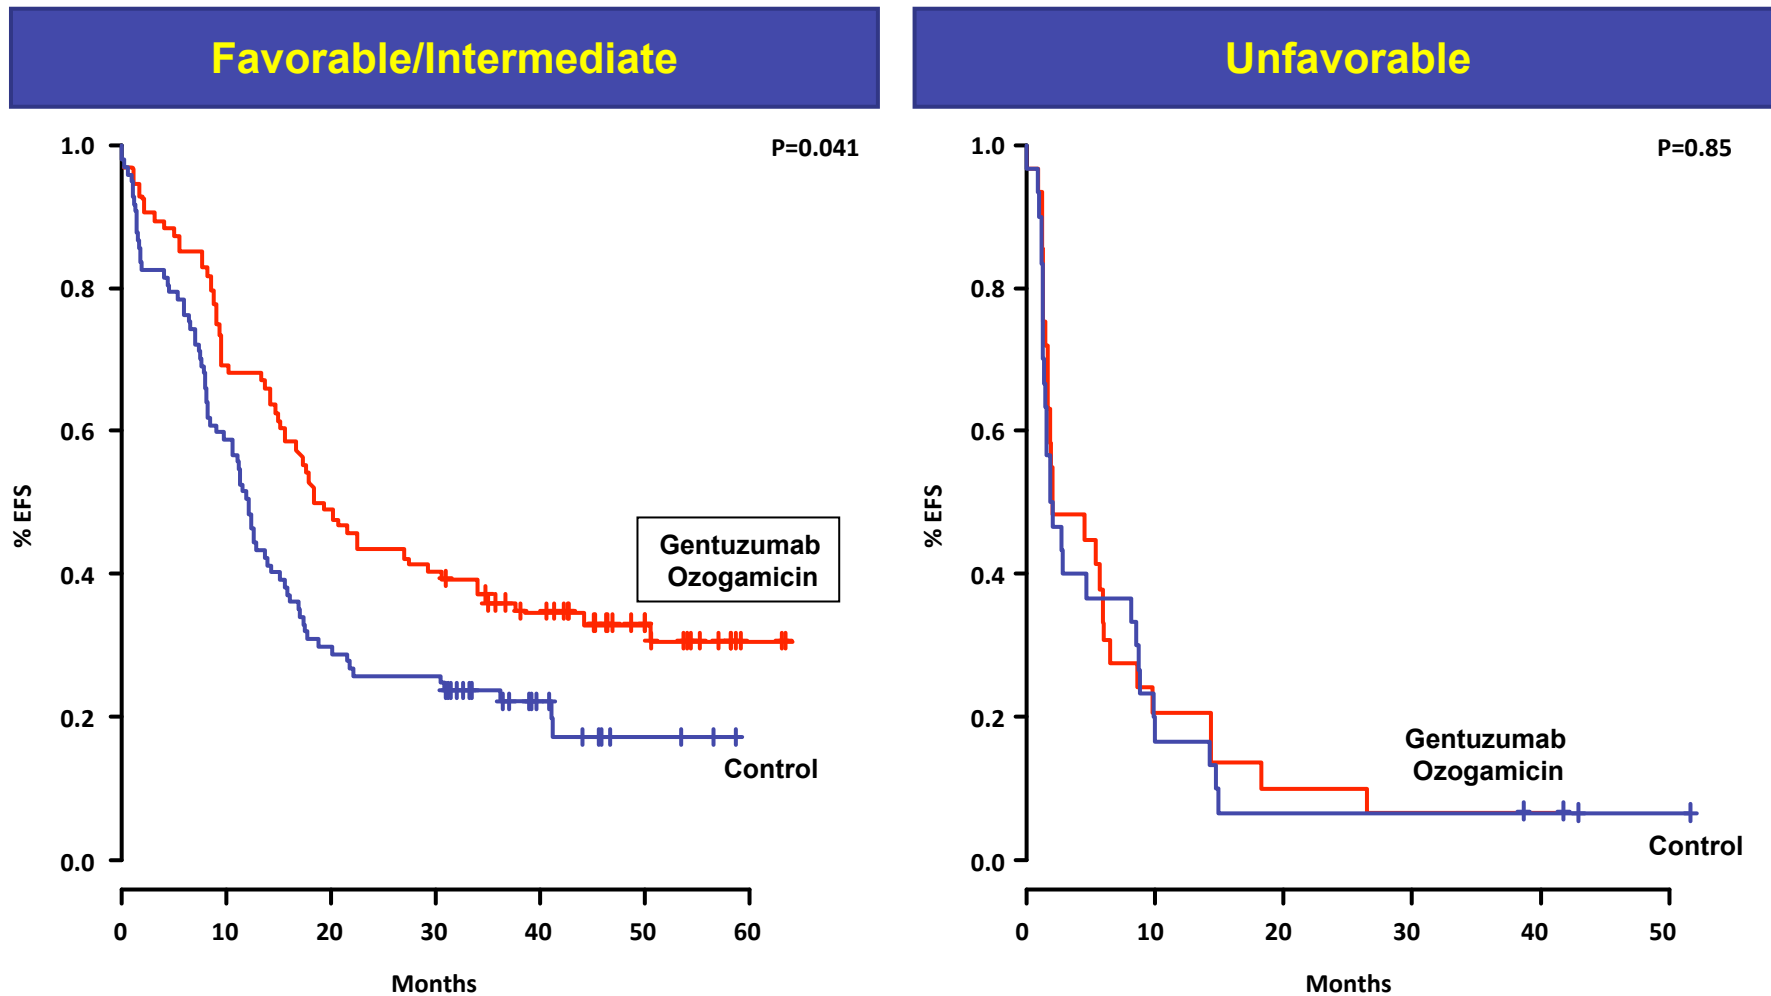 Favorable/Intermediate
P=0.041
1.0
0.8
0.6
0.4
0.2
0.0
% EFS
Gentuzumab
Ozogamicin
Control
0 10 20 30 40 50 60
Months
Unfavorable
P=0.85
1.0
0.8
0.6
0.4
0.2
0.0
% EFS
Gentuzumab
Ozogamicin
Control
0 10 20 30 40 50
Months